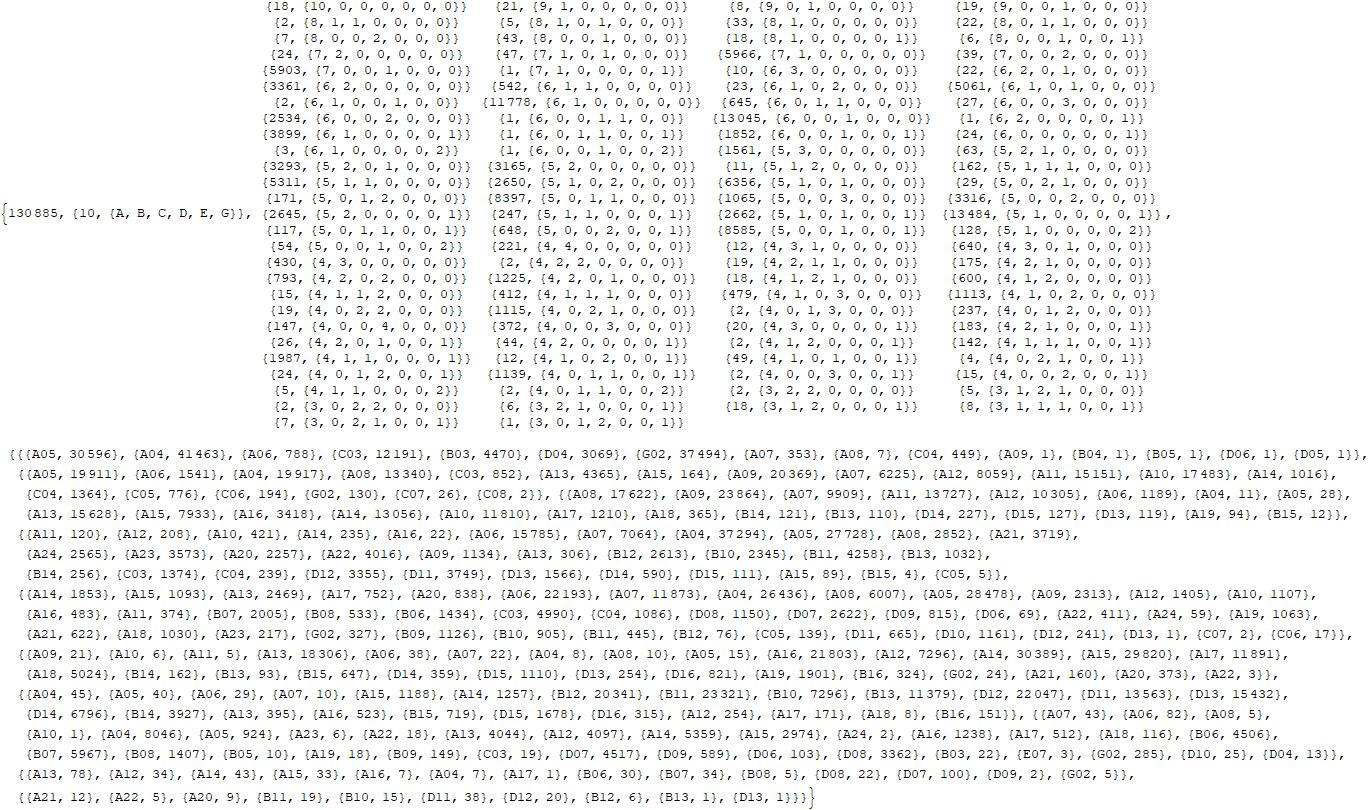 {18, {10, 0, 0, 0, 0, 0, 0}} {21, {9, 1, 0, 0, 0, 0, 0}} {8, {9, 0, 1, 0, 0, 0, 0}} {19, {9, 0, 0, 1, 0, 0, 0}}
{2, {8, 1, 1, 0, 0, 0, 0}} {5, {8, 1, 0, 1, 0, 0, 0}} {33, {8, 1, 0, 0, 0, 0, 0}} {22, {8, 0, 1, 1, 0, 0, 0}}
{7, {8, 0, 0, 2, 0, 0, 0}} {43, {8, 0, 0, 1, 0, 0, 0}} {18, {8, 1, 0, 0, 0, 0, 1}} {6, {8, 0, 0, 1, 0, 0, 1}}
{24, {7, 2, 0, 0, 0, 0, 0}} {47, {7, 1, 0, 1, 0, 0, 0}} {5966, {7, 1, 0, 0, 0, 0, 0}} {39, {7, 0, 0, 2, 0, 0, 0}}
{5903, {7, 0, 0, 1, 0, 0, 0}} {1, {7, 1, 0, 0, 0, 0, 1}} {10, {6, 3, 0, 0, 0, 0, 0}} {22, {6, 2, 0, 1, 0, 0, 0}}
{3361, {6, 2, 0, 0, 0, 0, 0}} {542, {6, 1, 1, 0, 0, 0, 0}} {23, {6, 1, 0, 2, 0, 0, 0}} {5061, {6, 1, 0, 1, 0, 0, 0}}
{2, {6, 1, 0, 0, 1, 0, 0}} {11778, {6, 1, 0, 0, 0, 0, 0}} {645, {6, 0, 1, 1, 0, 0, 0}} {27, {6, 0, 0, 3, 0, 0, 0}}
{2534, {6, 0, 0, 2, 0, 0, 0}} {1, {6, 0, 0, 1, 1, 0, 0}} {13045, {6, 0, 0, 1, 0, 0, 0}} {1, {6, 2, 0, 0, 0, 0, 1}}
{3899, {6, 1, 0, 0, 0, 0, 1}} {1, {6, 0, 0, 1, 1, 0, 0, 1}} {1852, {6, 0, 0, 1, 0, 0, 1}} {24, {6, 0, 0, 0, 0, 0, 1}}
{3, {6, 1, 0, 0, 0, 0, 2}} {1, {6, 0, 0, 1, 0, 0, 2}} {1561, {5, 3, 0, 0, 0, 0, 0}} {63, {5, 2, 1, 0, 0, 0, 0}}
{3293, {5, 2, 0, 1, 0, 0, 0}} {3165, {5, 2, 0, 0, 0, 0, 0}} {11, {5, 1, 2, 0, 0, 0, 0}} {162, {5, 1, 1, 1, 0, 0, 0}}
{5311, {5, 1, 1, 0, 0, 0, 0}} {2650, {5, 1, 0, 2, 0, 0, 0}} {6356, {5, 1, 0, 1, 0, 0, 0}} {29, {5, 0, 2, 1, 0, 0, 0}}
{130885, {10, {A, B, C, D, E, G}}, {171, {5, 0, 1, 2, 0, 0, 0}} {8397, {5, 0, 1, 1, 0, 0, 0}} {1065, {5, 0, 0, 3, 0, 0, 0}} {3316, {5, 0, 0, 2, 0, 0, 0}}
{2645, {5, 2, 0, 0, 0, 0, 1}} {247, {5, 1, 1, 0, 0, 0, 1}} {2662, {5, 1, 0, 1, 0, 0, 1}} {13484, {5, 1, 0, 0, 0, 0, 1}} ,
{117, {5, 0, 1, 1, 0, 0, 1}} {648, {5, 0, 0, 2, 0, 0, 1}} {8585, {5, 0, 0, 1, 0, 0, 1}} {128, {5, 1, 0, 0, 0, 0, 2}}
{54, {5, 0, 0, 1, 0, 0, 2}} {221, {4, 4, 0, 0, 0, 0, 0}} {12, {4, 3, 1, 0, 0, 0, 0}} {640, {4, 3, 0, 1, 0, 0, 0}}
{430, {4, 3, 0, 0, 0, 0, 0}} {2, {4, 2, 2, 0, 0, 0, 0}} {19, {4, 2, 1, 1, 0, 0, 0}} {175, {4, 2, 1, 0, 0, 0, 0}}
{793, {4, 2, 0, 2, 0, 0, 0}} {1225, {4, 2, 0, 1, 0, 0, 0}} {18, {4, 1, 2, 1, 0, 0, 0}} {600, {4, 1, 2, 0, 0, 0, 0}}
{15, {4, 1, 1, 2, 0, 0, 0}} {412, {4, 1, 1, 1, 0, 0, 0}} {479, {4, 1, 0, 3, 0, 0, 0}} {1113, {4, 1, 0, 2, 0, 0, 0}}
{19, {4, 0, 2, 2, 0, 0, 0}} {1115, {4, 0, 2, 1, 0, 0, 0}} {2, {4, 0, 1, 3, 0, 0, 0}} {237, {4, 0, 1, 2, 0, 0, 0}}
{147, {4, 0, 0, 4, 0, 0, 0}} {372, {4, 0, 0, 3, 0, 0, 0}} {20, {4, 3, 0, 0, 0, 0, 1}} {183, {4, 2, 1, 0, 0, 0, 1}}
{26, {4, 2, 0, 1, 0, 0, 1}} {44, {4, 2, 0, 0, 0, 0, 1}} {2, {4, 1, 2, 0, 0, 0, 1}} {142, {4, 1, 1, 1, 0, 0, 1}}
{1987, {4, 1, 1, 0, 0, 0, 1}} {12, {4, 1, 0, 2, 0, 0, 1}} {49, {4, 1, 0, 1, 0, 0, 1}} {4, {4, 0, 2, 1, 0, 0, 1}}
{24, {4, 0, 1, 2, 0, 0, 1}} {1139, {4, 0, 1, 1, 0, 0, 1}} {2, {4, 0, 0, 3, 0, 0, 1}} {15, {4, 0, 0, 2, 0, 0, 1}}
{5, {4, 1, 1, 0, 0, 0, 2}} {2, {4, 0, 1, 1, 0, 0, 2}} {2, {3, 2, 2, 0, 0, 0, 0}} {5, {3, 1, 2, 1, 0, 0, 0}}
{2, {3, 0, 2, 2, 0, 0, 0}} {6, {3, 2, 1, 0, 0, 0, 1}} {18, {3, 1, 2, 0, 0, 0, 1}} {8, {3, 1, 1, 1, 0, 0, 1}}
{7, {3, 0, 2, 1, 0, 0, 1}} {1, {3, 0, 1, 2, 0, 0, 1}}
{{{A05, 30596}, {A04, 41463}, {A06, 788}, {C03, 12191}, {B03, 4470}, {D04, 3069}, {G02, 37494}, {A07, 353}, {A08, 7}, {C04, 449}, {A09, 1}, {B04, 1}, {B05, 1}, {D06, 1}, {D05, 1}},
{{A05, 19911}, {A06, 1541}, {A04, 19917}, {A08, 13340}, {C03, 852}, {A13, 4365}, {A15, 164}, {A09, 20369}, {A07, 6225}, {A12, 8059}, {A11, 15151}, {A10, 17483}, {A14, 1016},
{C04, 1364}, {C05, 776}, {C06, 194}, {G02, 130}, {C07, 26}, {C08, 2}}, {{A08, 17622}, {A09, 23864}, {A07, 9909}, {A11, 13727}, {A12, 10305}, {A06, 1189}, {A04, 11}, {A05, 28},
{A13, 15628}, {A15, 7933}, {A16, 3418}, {A14, 13056}, {A10, 11810}, {A17, 1210}, {A18, 365}, {B14, 121}, {B13, 110}, {D14, 227}, {D15, 127}, {D13, 119}, {A19, 94}, {B15, 12}},
{{A11, 120}, {A12, 208}, {A10, 421}, {A14, 235}, {A16, 22}, {A06, 15785}, {A07, 7064}, {A04, 37294}, {A05, 27728}, {A08, 2852}, {A21, 3719},
{A24, 2565}, {A23, 3573}, {A20, 2257}, {A22, 4016}, {A09, 1134}, {A13, 306}, {B12, 2613}, {B10, 2345}, {B11, 4258}, {B13, 1032},
{B14, 256}, {C03, 1374}, {C04, 239}, {D12, 3355}, {D11, 3749}, {D13, 1566}, {D14, 590}, {D15, 111}, {A15, 89}, {B15, 4}, {C05, 5}},
{{A14, 1853}, {A15, 1093}, {A13, 2469}, {A17, 752}, {A20, 838}, {A06, 22193}, {A07, 11873}, {A04, 26436}, {A08, 6007}, {A05, 28478}, {A09, 2313}, {A12, 1405}, {A10, 1107},
{A16, 483}, {A11, 374}, {B07, 2005}, {B08, 533}, {B06, 1434}, {C03, 4990}, {C04, 1086}, {D08, 1150}, {D07, 2622}, {D09, 815}, {D06, 69}, {A22, 411}, {A24, 59}, {A19, 1063},
{A21, 622}, {A18, 1030}, {A23, 217}, {G02, 327}, {B09, 1126}, {B10, 905}, {B11, 445}, {B12, 76}, {C05, 139}, {D11, 665}, {D10, 1161}, {D12, 241}, {D13, 1}, {C07, 2}, {C06, 17}},
{{A09, 21}, {A10, 6}, {A11, 5}, {A13, 18306}, {A06, 38}, {A07, 22}, {A04, 8}, {A08, 10}, {A05, 15}, {A16, 21803}, {A12, 7296}, {A14, 30389}, {A15, 29820}, {A17, 11891},
{A18, 5024}, {B14, 162}, {B13, 93}, {B15, 647}, {D14, 359}, {D15, 1110}, {D13, 254}, {D16, 821}, {A19, 1901}, {B16, 324}, {G02, 24}, {A21, 160}, {A20, 373}, {A22, 3}},
{{A04, 45}, {A05, 40}, {A06, 29}, {A07, 10}, {A15, 1188}, {A14, 1257}, {B12, 20341}, {B11, 23321}, {B10, 7296}, {B13, 11379}, {D12, 22047}, {D11, 13563}, {D13, 15432},
{D14, 6796}, {B14, 3927}, {A13, 395}, {A16, 523}, {B15, 719}, {D15, 1678}, {D16, 315}, {A12, 254}, {A17, 171}, {A18, 8}, {B16, 151}}, {{A07, 43}, {A06, 82}, {A08, 5},
{A10, 1}, {A04, 8046}, {A05, 924}, {A23, 6}, {A22, 18}, {A13, 4044}, {A12, 4097}, {A14, 5359}, {A15, 2974}, {A24, 2}, {A16, 1238}, {A17, 512}, {A18, 116}, {B06, 4506},
{B07, 5967}, {B08, 1407}, {B05, 10}, {A19, 18}, {B09, 149}, {C03, 19}, {D07, 4517}, {D09, 589}, {D06, 103}, {D08, 3362}, {B03, 22}, {E07, 3}, {G02, 285}, {D10, 25}, {D04, 13}},
{{A13, 78}, {A12, 34}, {A14, 43}, {A15, 33}, {A16, 7}, {A04, 7}, {A17, 1}, {B06, 30}, {B07, 34}, {B08, 5}, {D08, 22}, {D07, 100}, {D09, 2}, {G02, 5}},
{{A21, 12}, {A22, 5}, {A20, 9}, {B11, 19}, {B10, 15}, {D11, 38}, {D12, 20}, {B12, 6}, {B13, 1}, {D13, 1}}}}